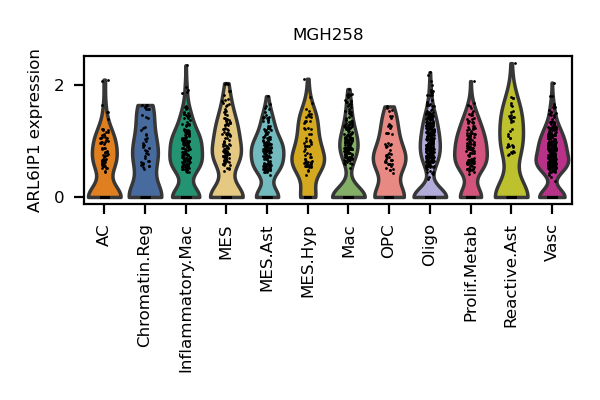 MGH258
ARL6IP1 expression
2
0
AC
Chromatin.Reg
Inflammatory.Mac
MES
MES.Ast
MES.Hyp
Mac
OPC
Oligo
Prolif.Metab
Reactive.Ast
Vasc